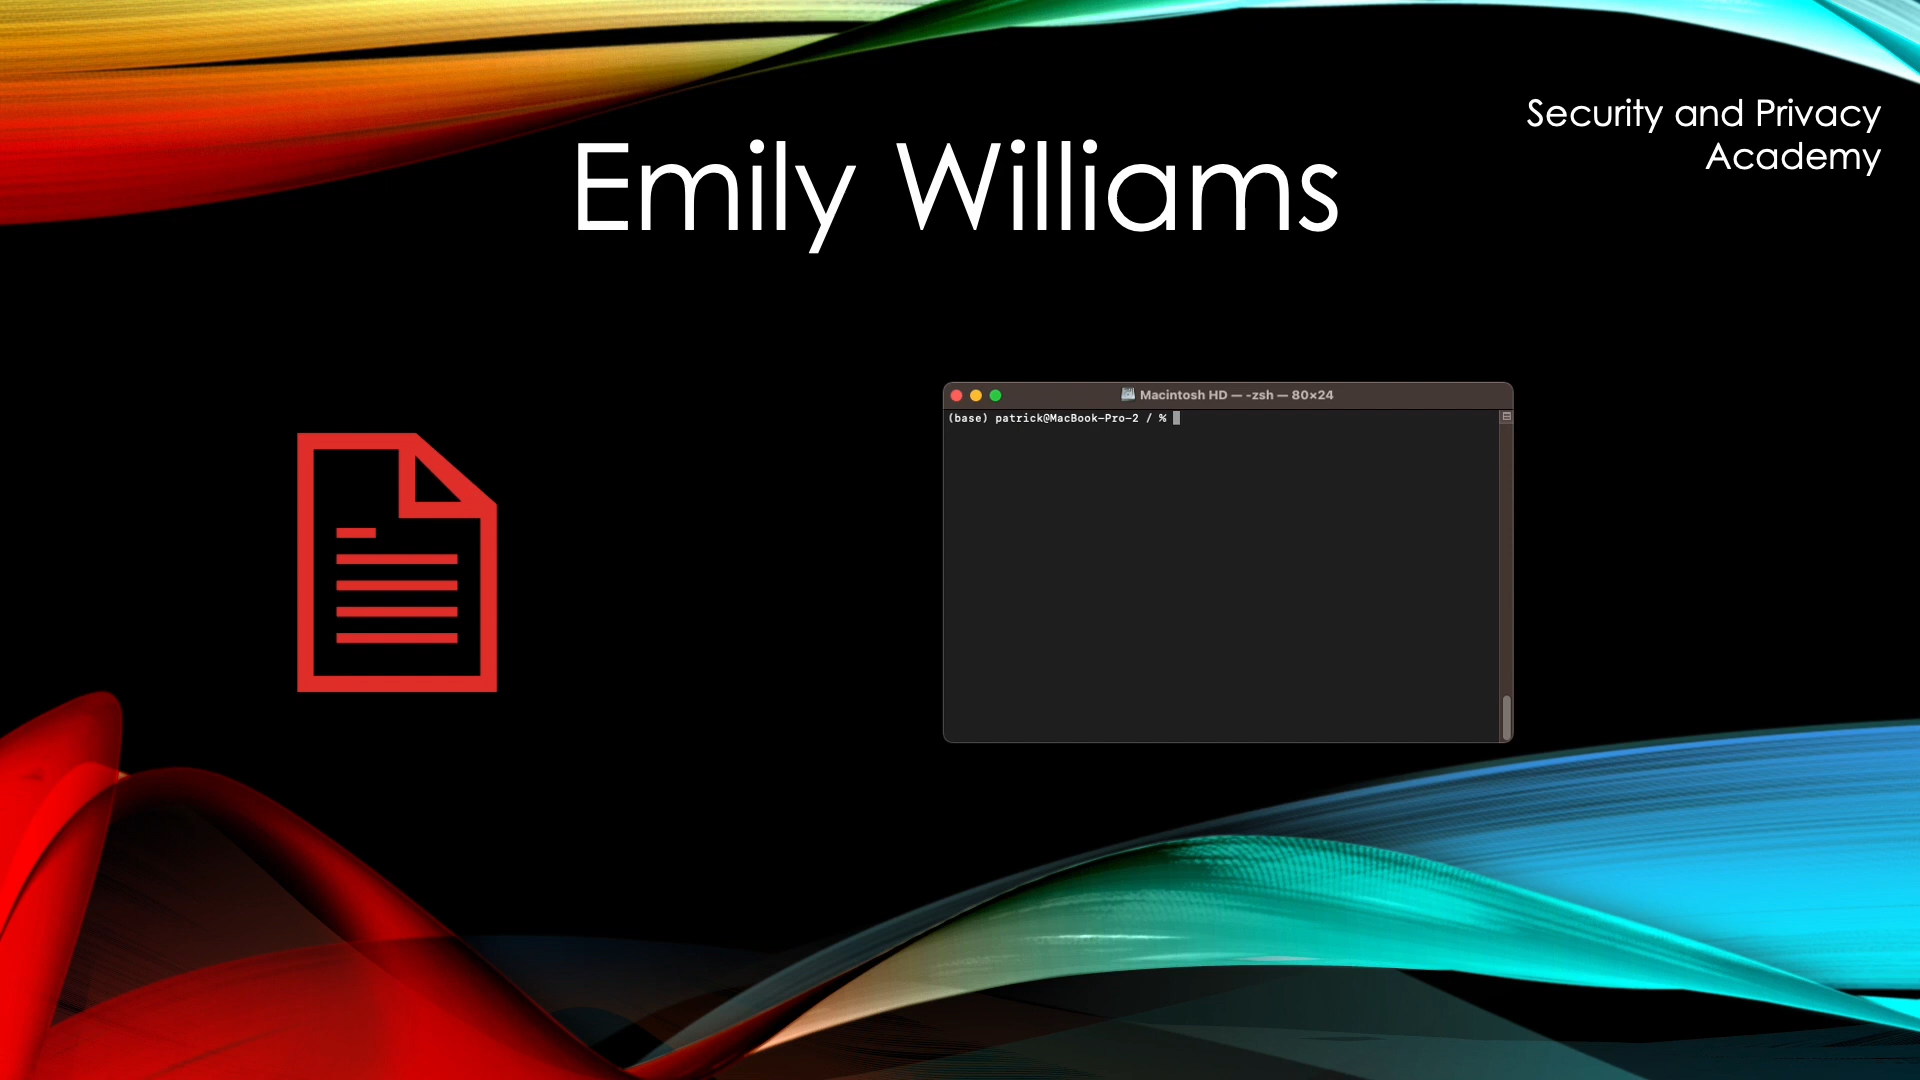 Security and Privacy
Academy
Emily Williams
Macintosh HD — -zsh — 80×24
(base) patrick@MacBook-Pro-2 / %